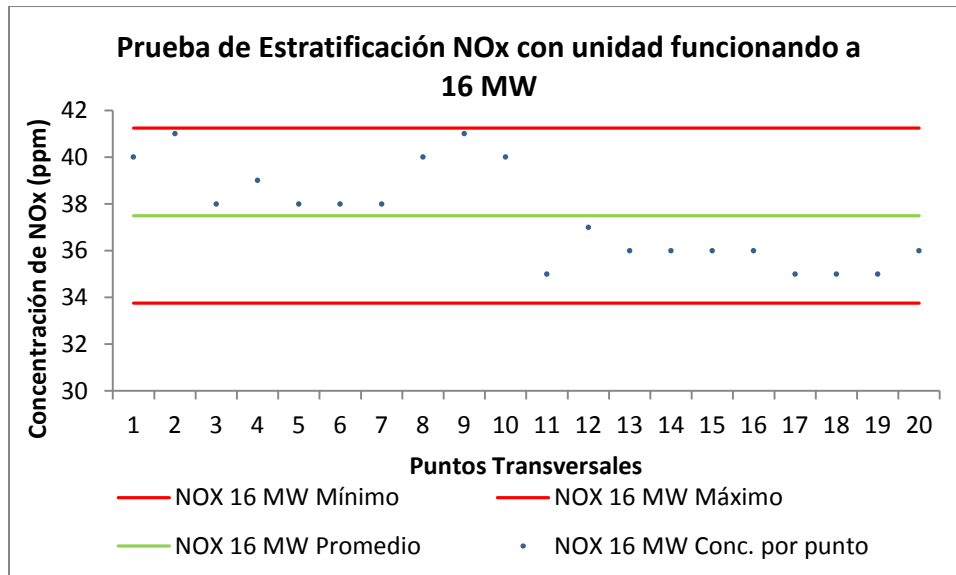 Prueba de Estratificación NOx con unidad funcionando a
16 MW
Concentración de NOx (ppm)
42
40
38
36
34
32
30
1 2 3 4 5 6 7 8 9 10 11 12 13 14 15 16 17 18 19 20
Puntos Transversales
NOX 16 MW Mínimo NOX 16 MW Máximo
NOX 16 MW Promedio NOX 16 MW Conc. por punto